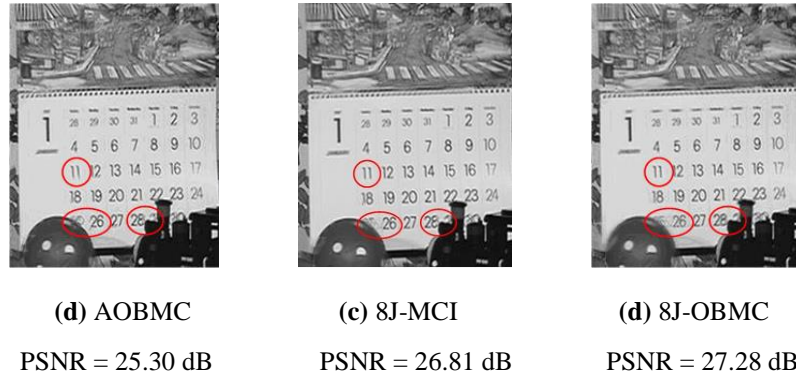 1 28 29 30 31 1 2 3
JANUARY 4 5 6 7 8 9 10
11 12 13 14 15 16 17
18 19 20 21 22 23 24
26 27 28
1 28 29 30 31 1 2 3
JANUARY 4 5 6 7 8 9 10
11 12 13 14 15 16 17
18 19 20 21 22 23 24
26 27 28
1 28 29 30 31 1 2 3
JANUARY 4 5 6 7 8 9 10
11 12 13 14 15 16 17
18 19 20 21 22 23 24
26 27 28
(d) AOBMC
(c) 8J-MCI
(d) 8J-OBMC
PSNR = 25.30 dB
PSNR = 26.81 dB
PSNR = 27.28 dB